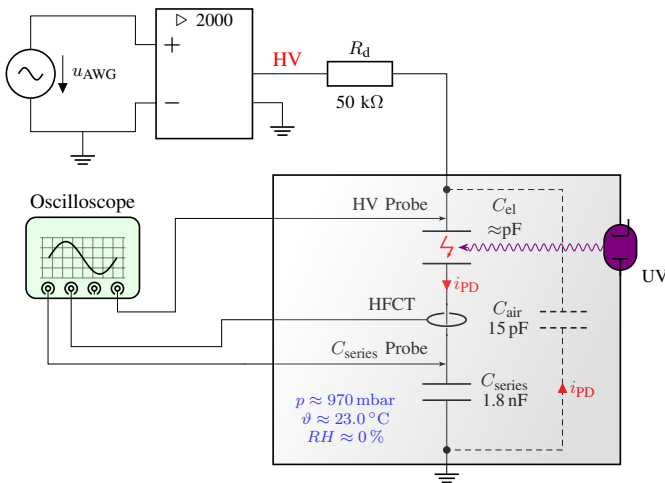 ▷ 2000
+
−
u_AWG
HV
R_d
50 kΩ
Oscilloscope
HV Probe
C_el
≈pF
UV
i_PD
HFCT
C_air
15 pF
C_series Probe
C_series
1.8 nF
i_PD
p ≈ 970 mbar
ϑ ≈ 23.0 °C
RH ≈ 0 %